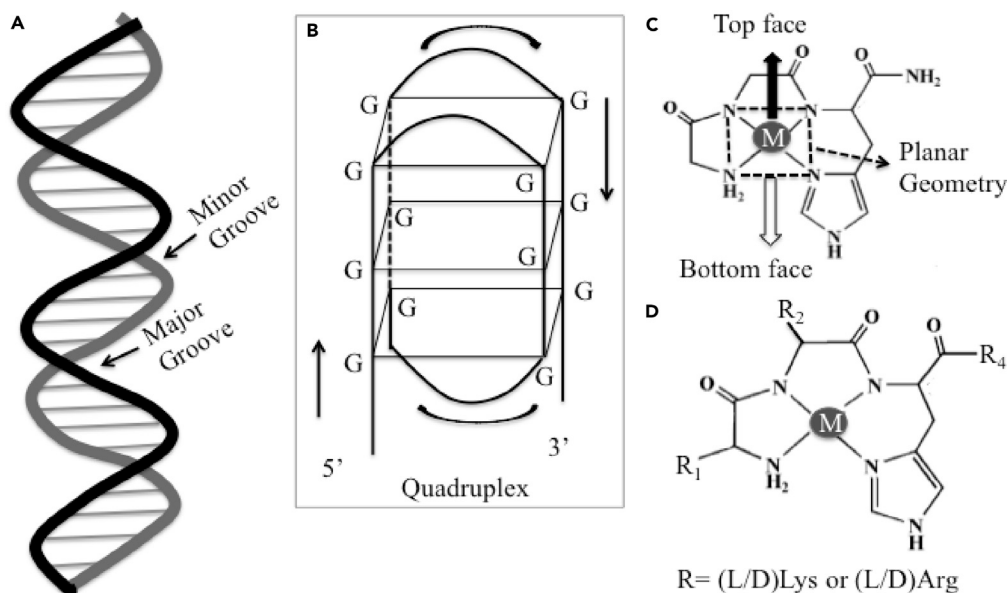 A
Minor
Groove
Major
Groove
B
G
G
G
G
G
G
G
G
G
G
G
G
5’
3’
Quadruplex
C
Top face
O
O
O
NH2
N
N
M
N
H2
N
N
H
Planar
Geometry
Bottom face
D
R2
O
O
R4
O
N
N
M
R1
N
H2
N
N
H
R= (L/D)Lys or (L/D)Arg